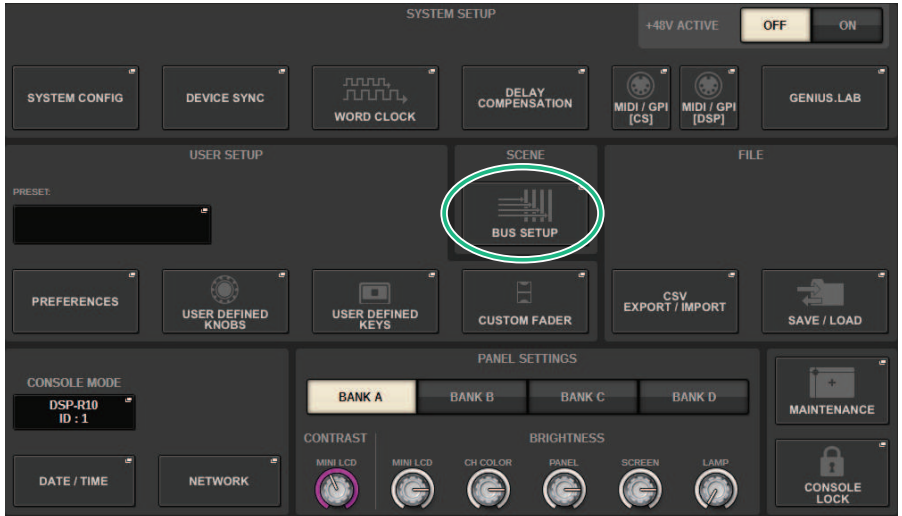 SYSTEM SETUP
+48V ACTIVE
OFF
ON
SYSTEM CONFIG
DEVICE SYNC
WORD CLOCK
DELAY
COMPENSATION
MIDI / GPI
[CS]
MIDI / GPI
[DSP]
GENIUS.LAB
USER SETUP
SCENE
FILE
PRESET:
BUS SETUP
PREFERENCES
USER DEFINED
KNOBS
USER DEFINED
KEYS
CUSTOM FADER
CSV
EXPORT / IMPORT
SAVE / LOAD
CONSOLE MODE
DSP-R10
ID : 1
PANEL SETTINGS
BANK A
BANK B
BANK C
BANK D
MAINTENANCE
CONTRAST
BRIGHTNESS
MINI LCD
MINI LCD
CH COLOR
PANEL
SCREEN
LAMP
DATE / TIME
NETWORK
CONSOLE
LOCK